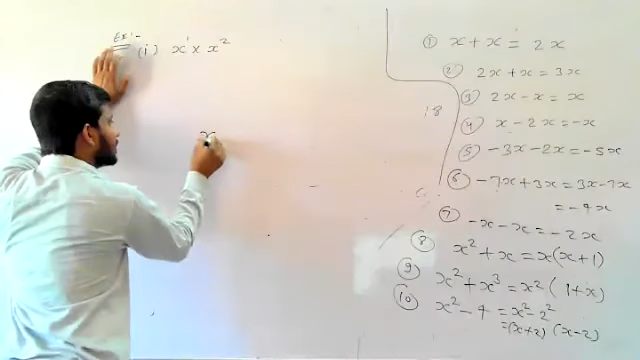 Ex:-
(i) x¹ × x²
x
① x + x = 2x
② 2x + x = 3x
③ 2x - x = x
④ x - 2x = -x
⑤ -3x - 2x = -5x
⑥ -7x + 3x = 3x - 7x
= -4x
⑦ -x - x = -2x
⑧ x² + x = x(x+1)
⑨ x² + x³ = x² (1+x)
⑩ x² - 4 = x² - 2²
= (x+2) (x-2)
18